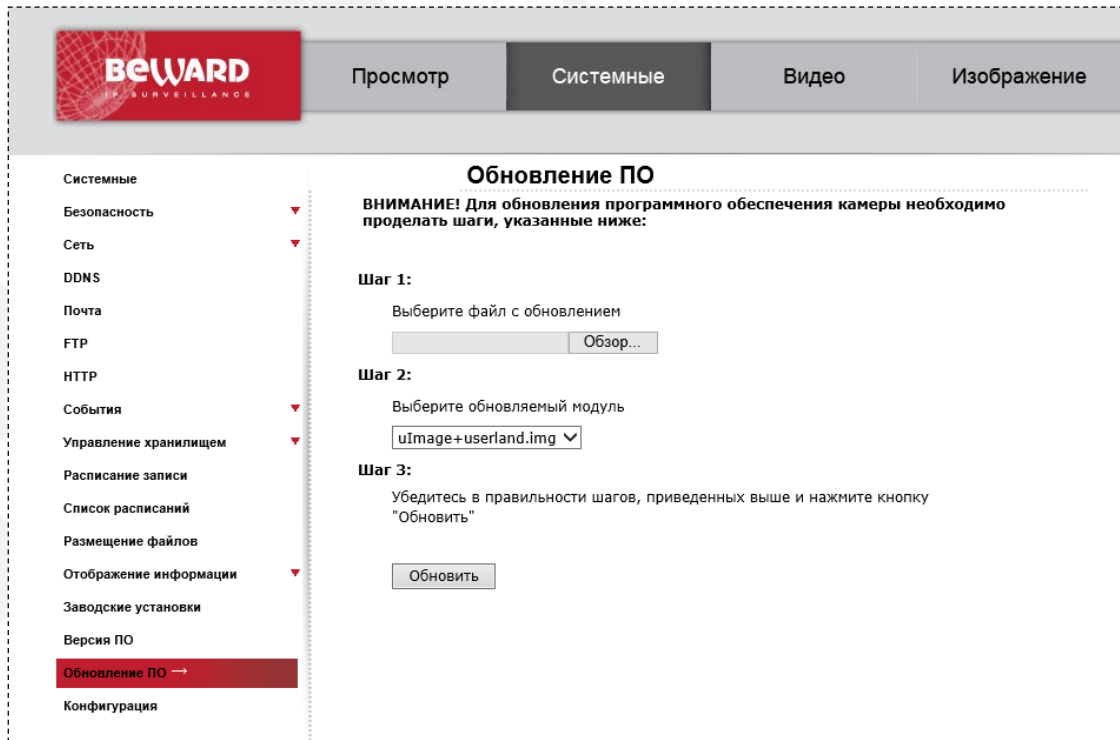 BEWARD
IP SURVEILLANCE
Просмотр
Системные
Видео
Изображение
Системные
Безопасность
Сеть
DDNS
Почта
FTP
HTTP
События
Управление хранилищем
Расписание записи
Список расписаний
Размещение файлов
Отображение информации
Заводские установки
Версия ПО
Обновление ПО →
Конфигурация
Обновление ПО
ВНИМАНИЕ! Для обновления программного обеспечения камеры необходимо
проделать шаги, указанные ниже:
Шаг 1:
Выберите файл с обновлением
Обзор...
Шаг 2:
Выберите обновляемый модуль
uImage+userland.img
Шаг 3:
Убедитесь в правильности шагов, приведенных выше и нажмите кнопку
"Обновить"
Обновить